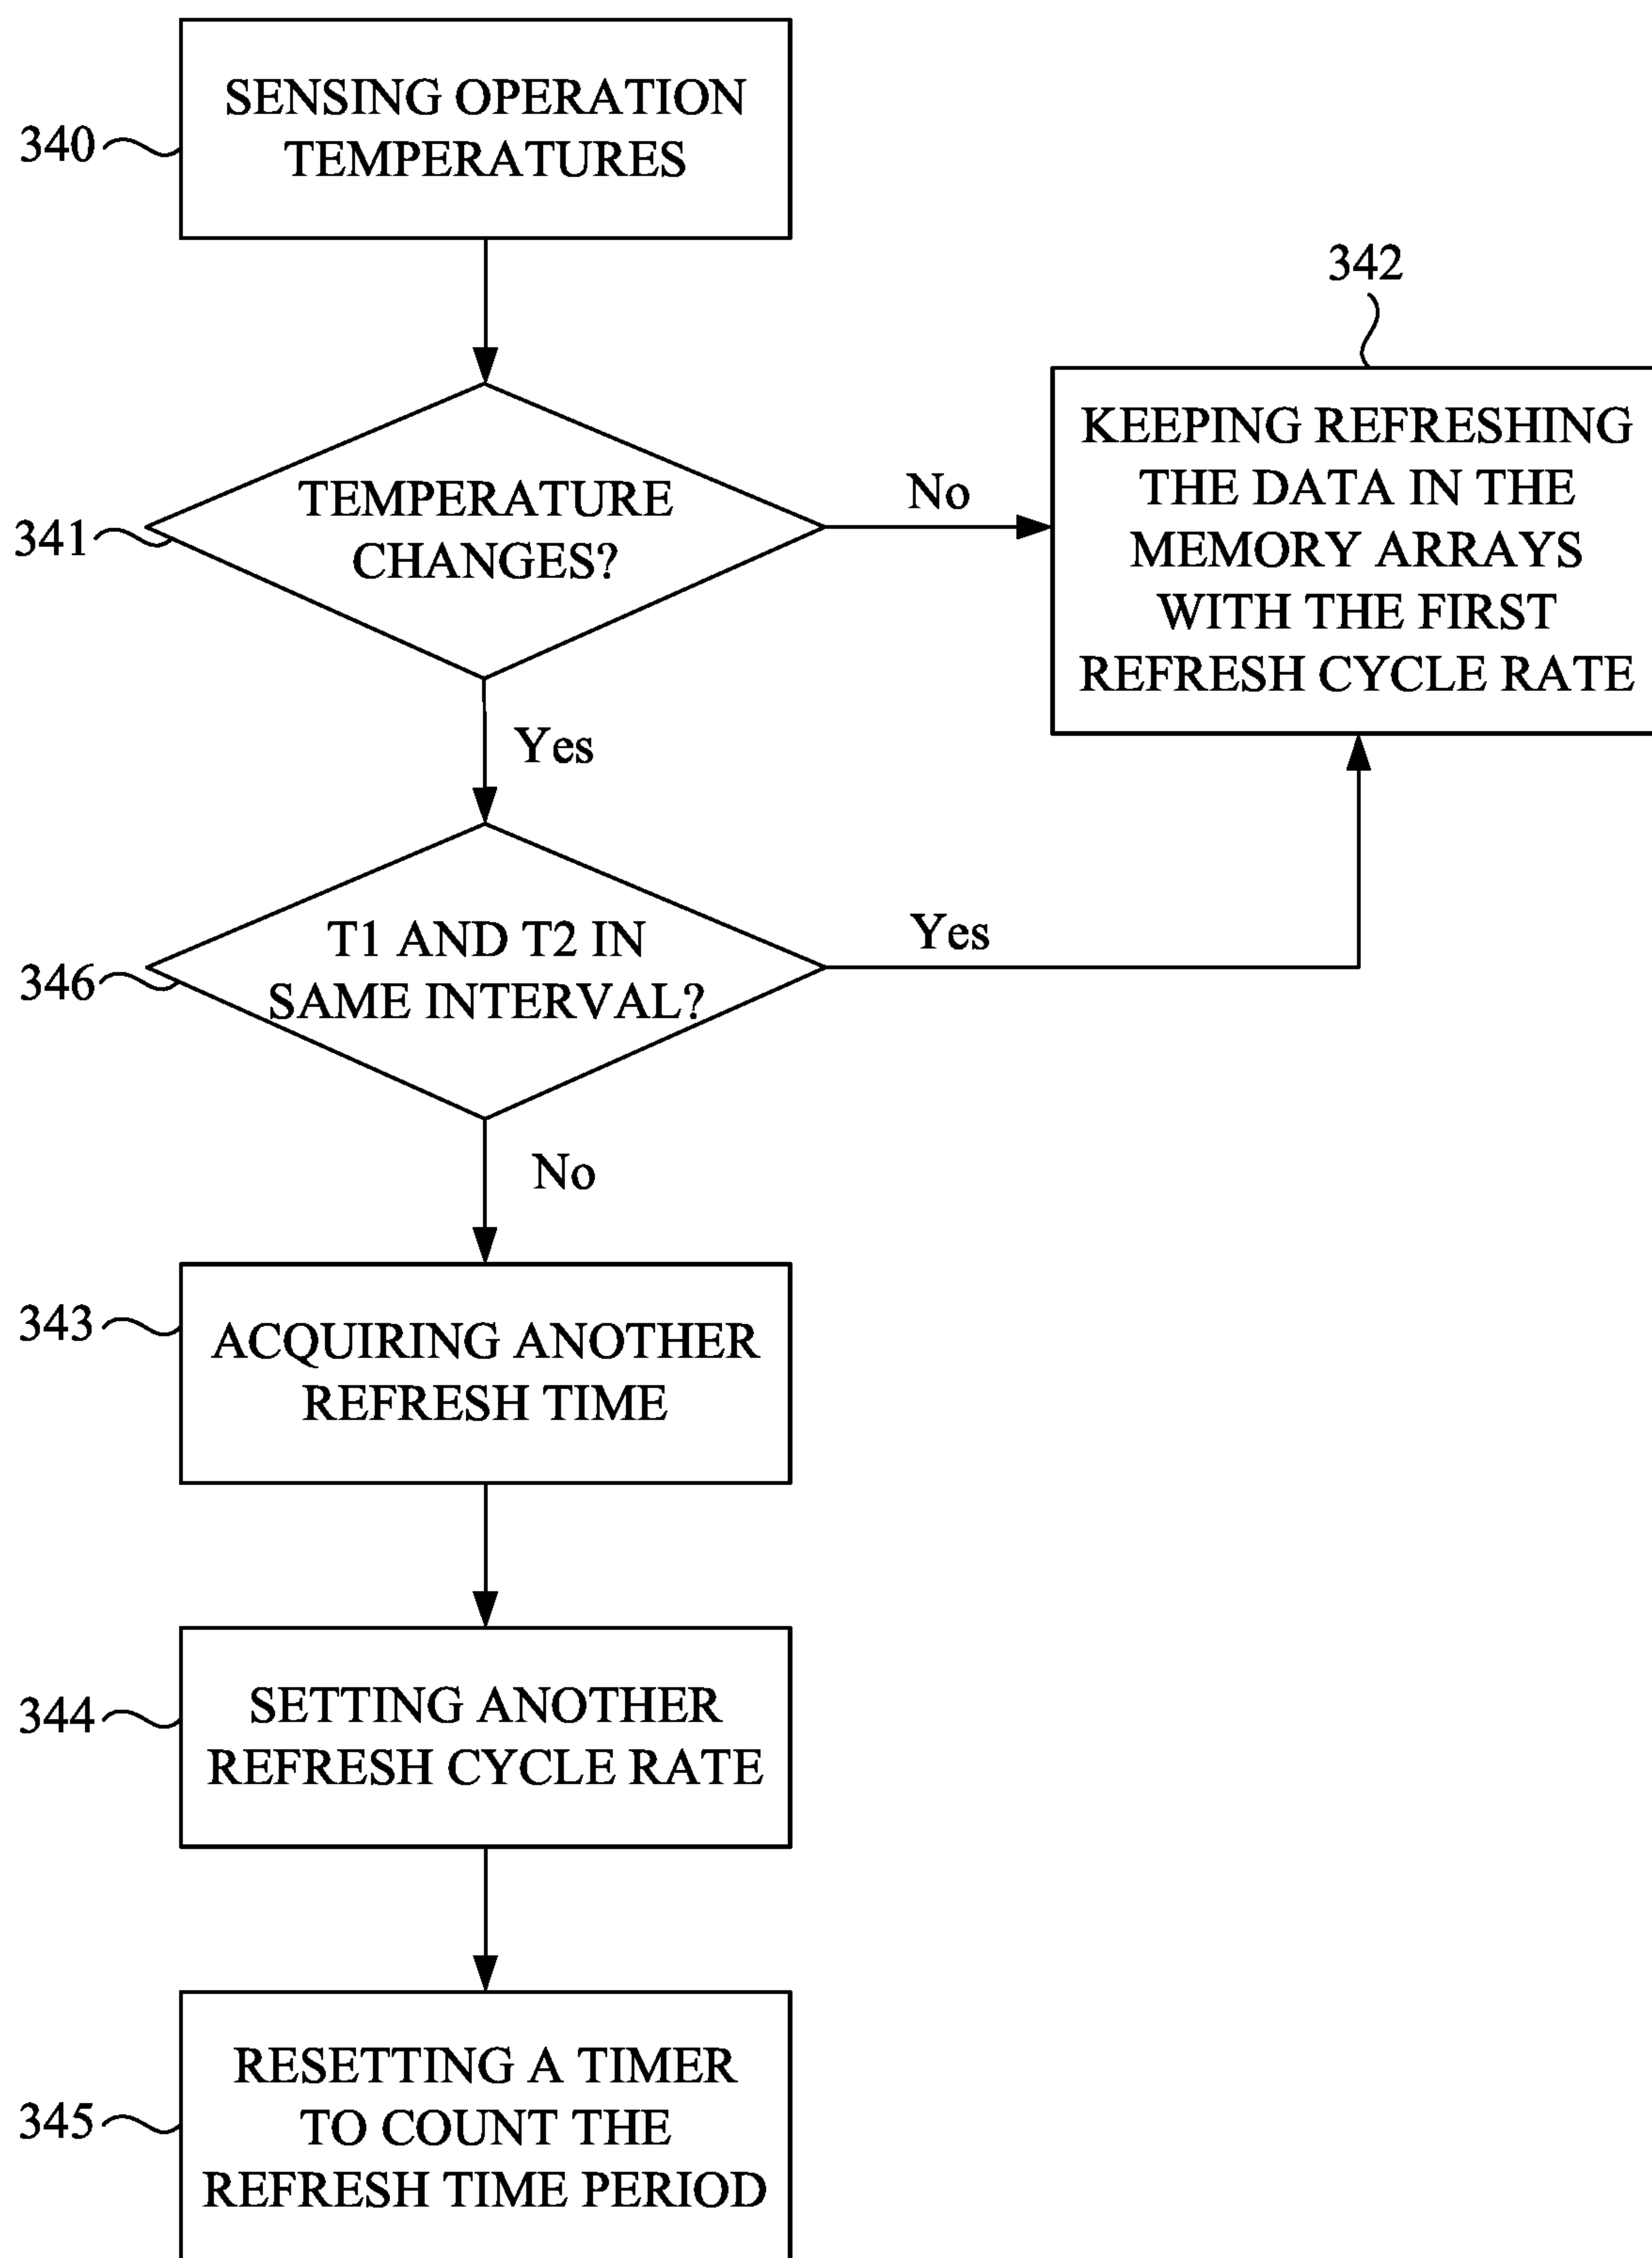 SENSING OPERATION
TEMPERATURES
340
342
KEEPING REFRESHING
THE DATA IN THE
MEMORY ARRAYS
WITH THE FIRST
REFRESH CYCLE RATE
TEMPERATURE
CHANGES?
No
341
Yes
T1 AND T2 IN
SAME INTERVAL?
Yes
346
No
343
ACQUIRING ANOTHER
REFRESH TIME
344
SETTING ANOTHER
REFRESH CYCLE RATE
345
RESETTING A TIMER
TO COUNT THE
REFRESH TIME PERIOD